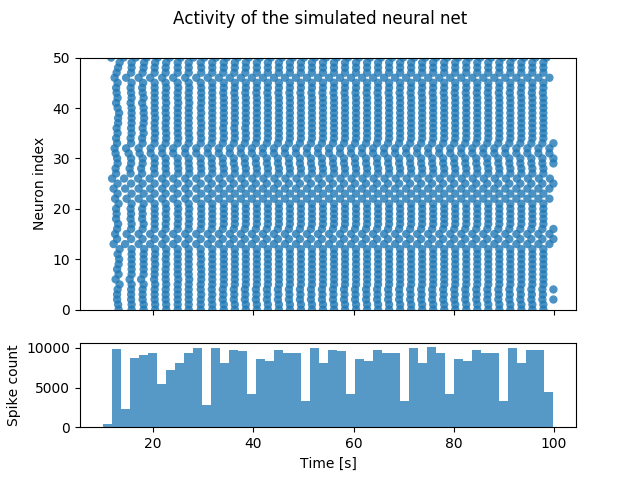 Activity of the simulated neural net
50
40
30
20
10
0
Neuron index
10000
5000
0
Spike count
20 40 60 80 100
Time [s]